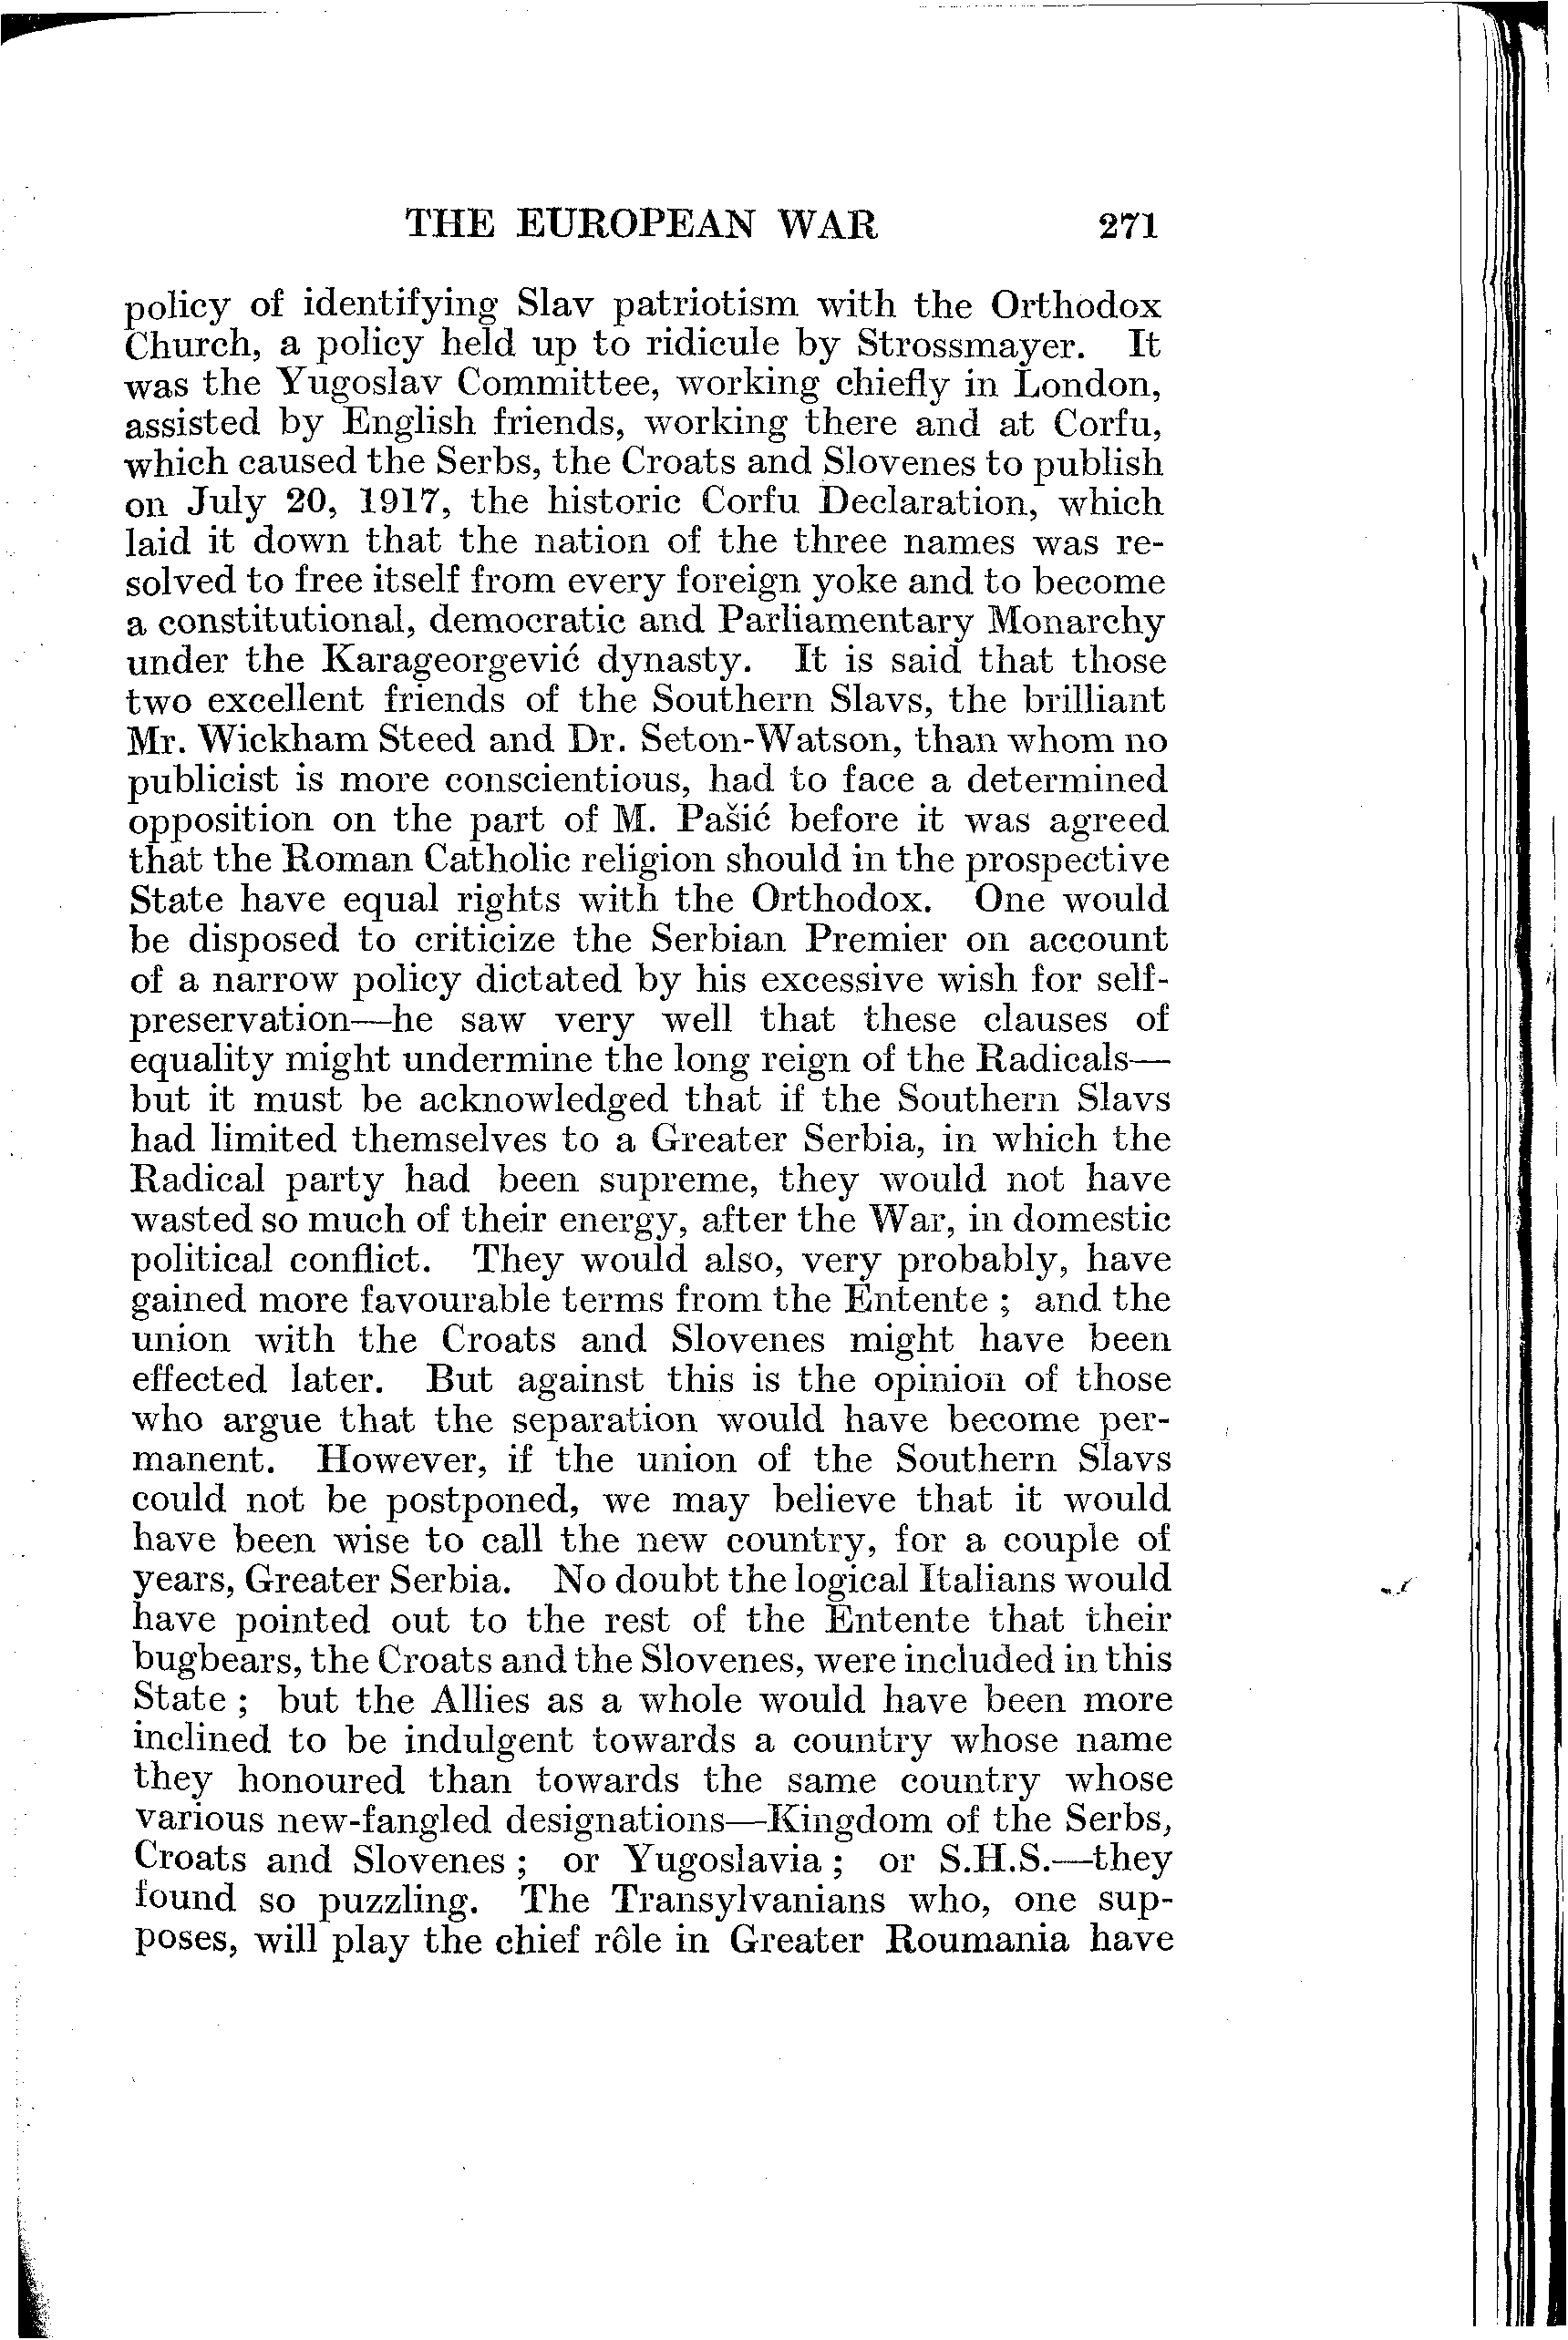 THE EUROPEAN WAR 271
policy of identifying Slav patriotism with the Orthodox
Church, a policy held up to ridicule by Strossmayer. It
was the Yugoslav Committee, working chiefly in London,
assisted by English friends, working there and at Corfu,
which caused the Serbs, the Croats and Slovenes to publish
on July 20, 1917, the historic Corfu Declaration, which
laid it down that the nation of the three names was re-
solved to free itself from every foreign yoke and to become
a constitutional, democratic and Parliamentary Monarchy
under the Karageorgević dynasty. It is said that those
two excellent friends of the Southern Slavs, the brilliant
Mr. Wickham Steed and Dr. Seton-Watson, than whom no
publicist is more conscientious, had to face a determined
opposition on the part of M. Pašić before it was agreed
that the Roman Catholic religion should in the prospective
State have equal rights with the Orthodox. One would
be disposed to criticize the Serbian Premier on account
of a narrow policy dictated by his excessive wish for self-
preservation—he saw very well that these clauses of
equality might undermine the long reign of the Radicals—
but it must be acknowledged that if the Southern Slavs
had limited themselves to a Greater Serbia, in which the
Radical party had been supreme, they would not have
wasted so much of their energy, after the War, in domestic
political conflict. They would also, very probably, have
gained more favourable terms from the Entente ; and the
union with the Croats and Slovenes might have been
effected later. But against this is the opinion of those
who argue that the separation would have become per-
manent. However, if the union of the Southern Slavs
could not be postponed, we may believe that it would
have been wise to call the new country, for a couple of
years, Greater Serbia. No doubt the logical Italians would
have pointed out to the rest of the Entente that their
bugbears, the Croats and the Slovenes, were included in this
State ; but the Allies as a whole would have been more
inclined to be indulgent towards a country whose name
they honoured than towards the same country whose
various new-fangled designations—Kingdom of the Serbs,
Croats and Slovenes ; or Yugoslavia ; or S.H.S.—they
found so puzzling. The Transylvanians who, one sup-
poses, will play the chief rôle in Greater Roumania have